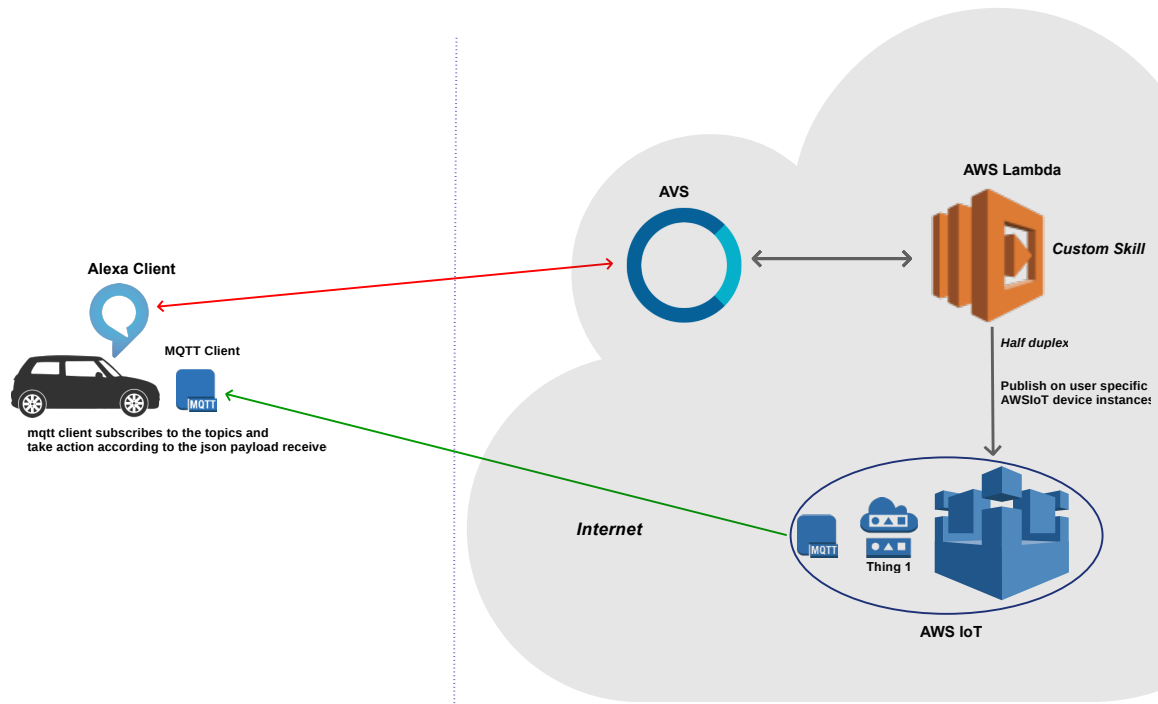 AWS Lambda
AVS
Custom Skill
Alexa Client
Half duplex
MQTT Client
Publish on user specific
AWSIoT device instances
MQTT
mqtt client subscribes to the topics and
take action according to the json payload receive
Internet
MQTT
Thing 1
AWS IoT